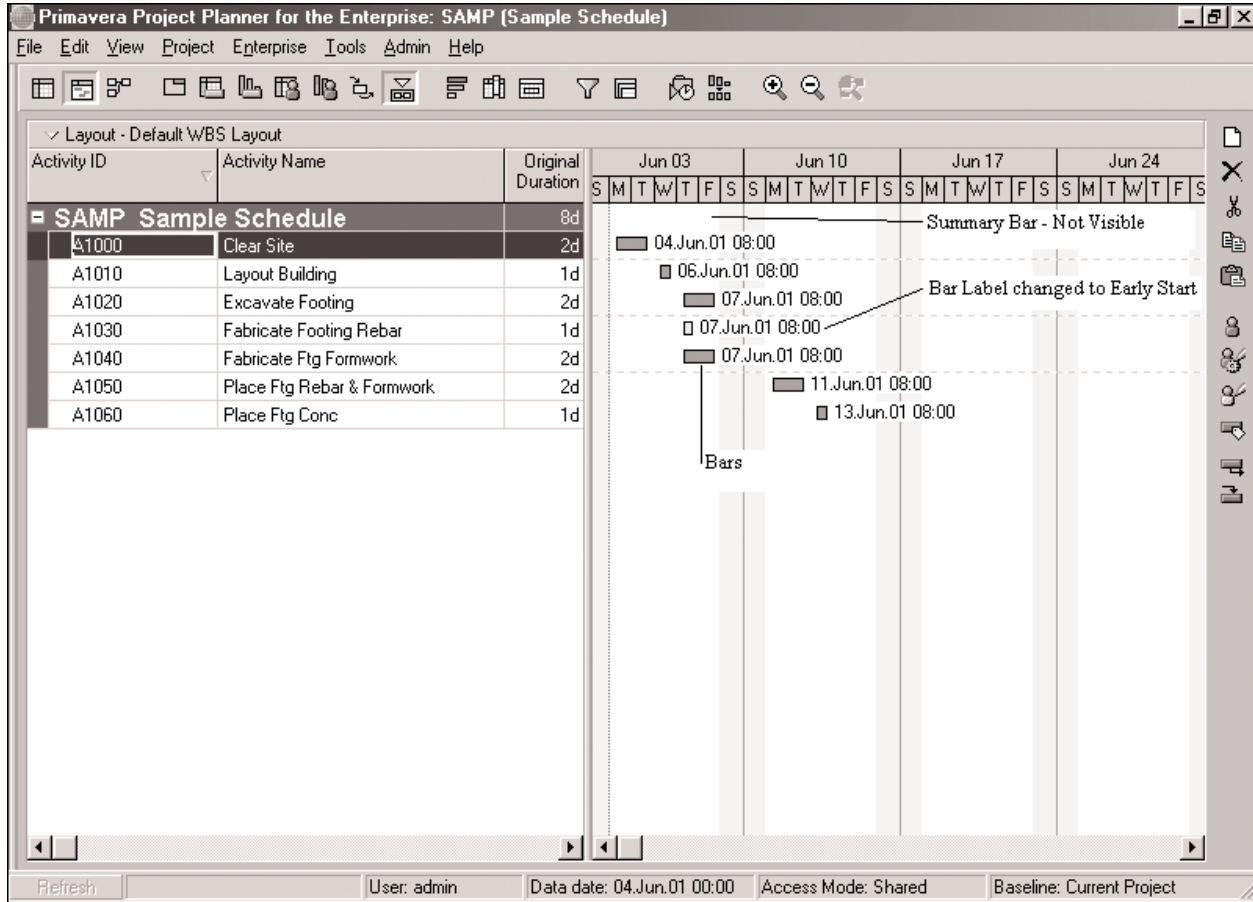 Primavera Project Planner for the Enterprise: SAMP (Sample Schedule)
File Edit View Project Enterprise Tools Admin Help
Layout - Default WBS Layout
Activity ID Activity Name Original Duration Jun 03 Jun 10 Jun 17 Jun 24
S M T W T F S S M T W T F S S M T W T F S S M T W T F S
SAMP Sample Schedule 8d Summary Bar - Not Visible
A1000 Clear Site 2d 04.Jun.01 08:00
A1010 Layout Building 1d 06.Jun.01 08:00
A1020 Excavate Footing 2d 07.Jun.01 08:00
Bar Label changed to Early Start
A1030 Fabricate Footing Rebar 1d 07.Jun.01 08:00
A1040 Fabricate Ftg Formwork 2d 07.Jun.01 08:00
A1050 Place Ftg Rebar & Formwork 2d 11.Jun.01 08:00
A1060 Place Ftg Conc 1d 13.Jun.01 08:00
Bars
Refresh User: admin Data date: 04.Jun.01 00:00 Access Mode: Shared Baseline: Current Project